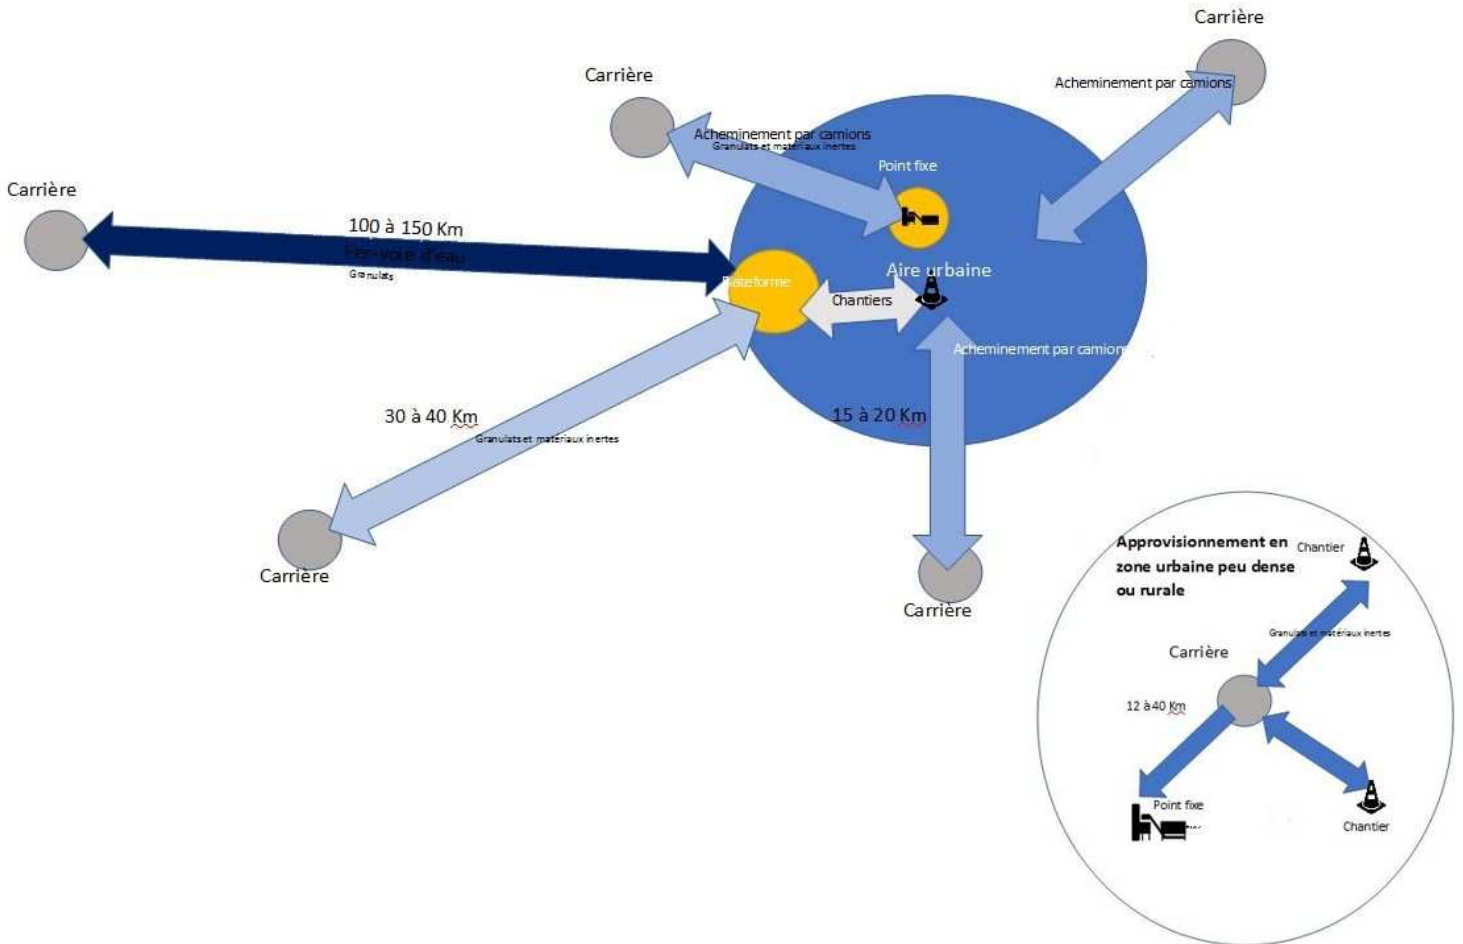 Carrière
Carrière
Acheminement par camions
Acheminement par camions
Granulats et matériaux inertes
Point fixe
Carrière
100 à 150 Km
Fer-voie d'eau
Granulats
Aire urbaine
Plateforme
Chantiers
Acheminement par camions
30 à 40 Km
15 à 20 Km
Granulats et matériaux inertes
Carrière
Carrière
Approvisionnement en
zone urbaine peu dense
ou rurale
Chantier
Granulats et matériaux inertes
Carrière
12 à 40 Km
Point fixe
Chantier